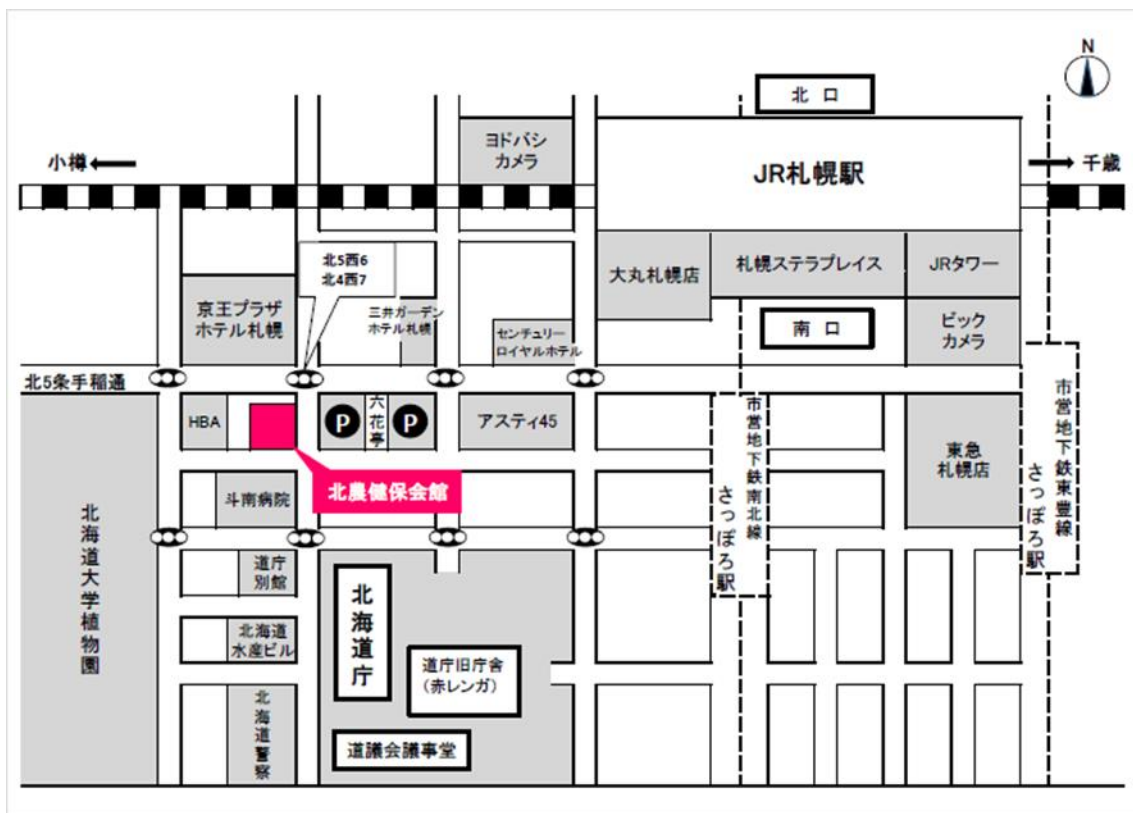 N
北 口
ヨドバシ
カメラ
小樽
JR札幌駅
千歳
北5西6
北4西7
大丸札幌店
札幌ステラプレイス
JRタワー
京王プラザ
ホテル札幌
三井ガーデン
ホテル札幌
センチュリー
ロイヤルホテル
南 口
ビック
カメラ
北5条手稲通
HBA
P
六花亭
P
アスティ45
市営地下鉄南北線
さっぽろ駅
東急
札幌店
市営地下鉄東豊線
さっぽろ駅
北農健保会館
斗南病院
北海道大学植物園
道庁
別館
北海道庁
北海道
水産ビル
道庁旧庁舎
(赤レンガ)
北海道警察
道議会議事堂